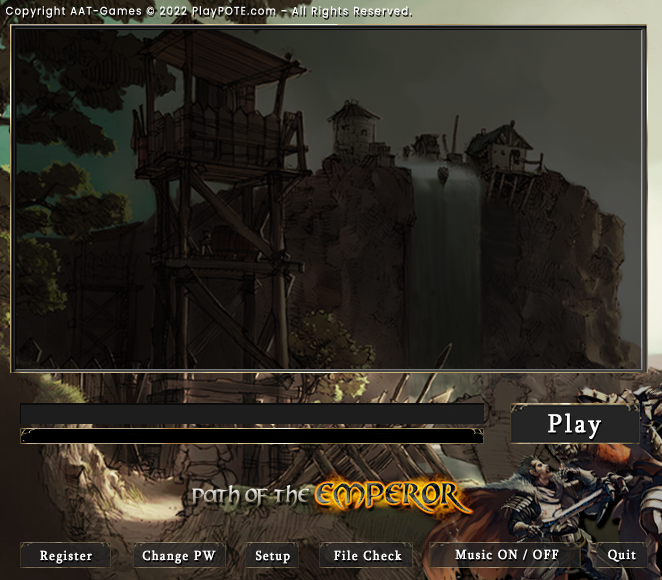 Copyright AAT-Games © 2022 PlayPOTE.com - All Rights Reserved.
Play
Path of the EMPEROR
Register
Change PW
Setup
File Check
Music ON / OFF
Quit